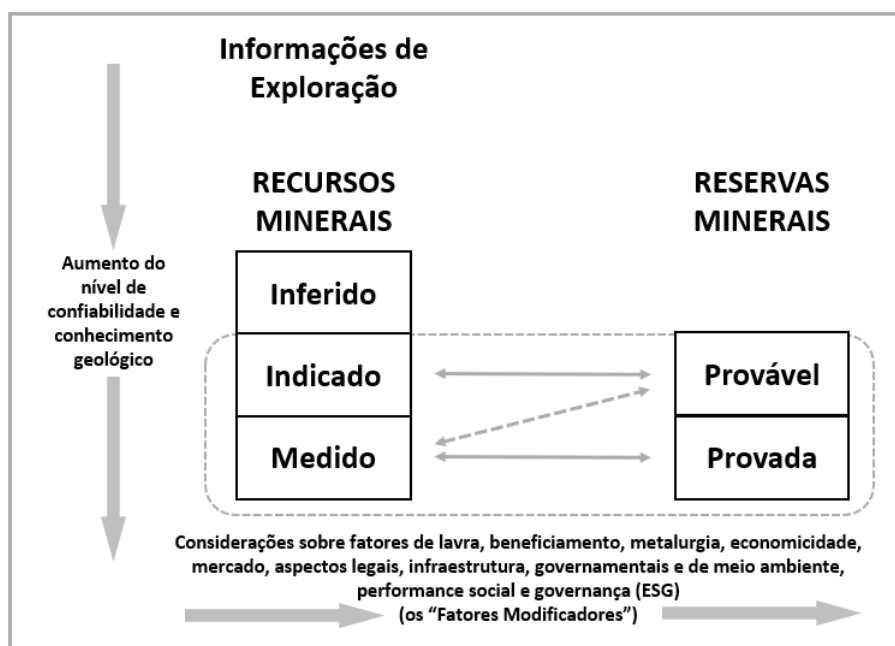 Informações de
Exploração
RECURSOS
MINERAIS
RESERVAS
MINERAIS
Aumento do
nível de
confiabilidade e
conhecimento
geológico
Inferido
Indicado
Provável
Medido
Provada
Considerações sobre fatores de lavra, beneficiamento, metalurgia, economicidade,
mercado, aspectos legais, infraestrutura, governamentais e de meio ambiente,
performance social e governança (ESG)
(os “Fatores Modificadores”)